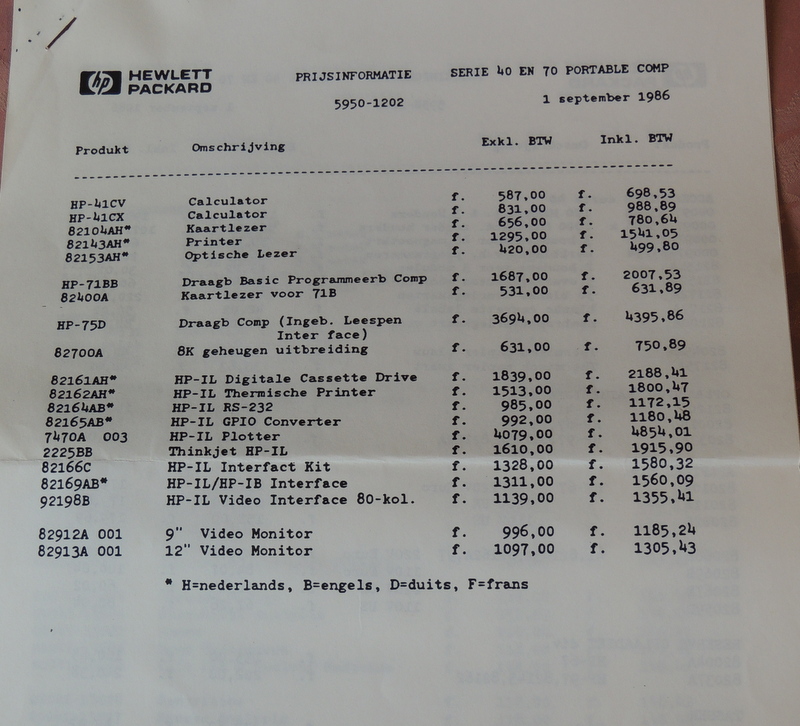 hp HEWLETT PACKARD PRIJSINFORMATIE SERIE 40 EN 70 PORTABLE COMP
5950-1202 1 september 1986
Produkt Omschrijving Exkl. BTW Inkl. BTW
HP-41CV Calculator f. 587,00 f. 698,53
HP-41CX Calculator f. 831,00 f. 988,89
82104AH* Kaartlezer f. 656,00 f. 780,64
82143AH* Printer f. 1295,00 f. 1541,05
82153AH* Optische Lezer f. 420,00 f. 499,80
HP-71BB Draagb Basic Programmeerb Comp f. 1687,00 f. 2007,53
82400A Kaartlezer voor 71B f. 531,00 f. 631,89
HP-75D Draagb Comp (Ingeb. Leespen f. 3694,00 f. 4395,86
Inter face)
82700A 8K geheugen uitbreiding f. 631,00 f. 750,89
82161AH* HP-IL Digitale Cassette Drive f. 1839,00 f. 2188,41
82162AH* HP-IL Thermische Printer f. 1513,00 f. 1800,47
82164AB* HP-IL RS-232 f. 985,00 f. 1172,15
82165AB* HP-IL GPIO Converter f. 992,00 f. 1180,48
7470A 003 HP-IL Plotter f. 4079,00 f. 4854,01
2225BB Thinkjet HP-IL f. 1610,00 f. 1915,90
82166C HP-IL Interfact Kit f. 1328,00 f. 1580,32
82169AB* HP-IL/HP-IB Interface f. 1311,00 f. 1560,09
92198B HP-IL Video Interface 80-kol. f. 1139,00 f. 1355,41
82912A 001 9" Video Monitor f. 996,00 f. 1185,24
82913A 001 12" Video Monitor f. 1097,00 f. 1305,43
* H=nederlands, B=engels, D=duits, F=frans